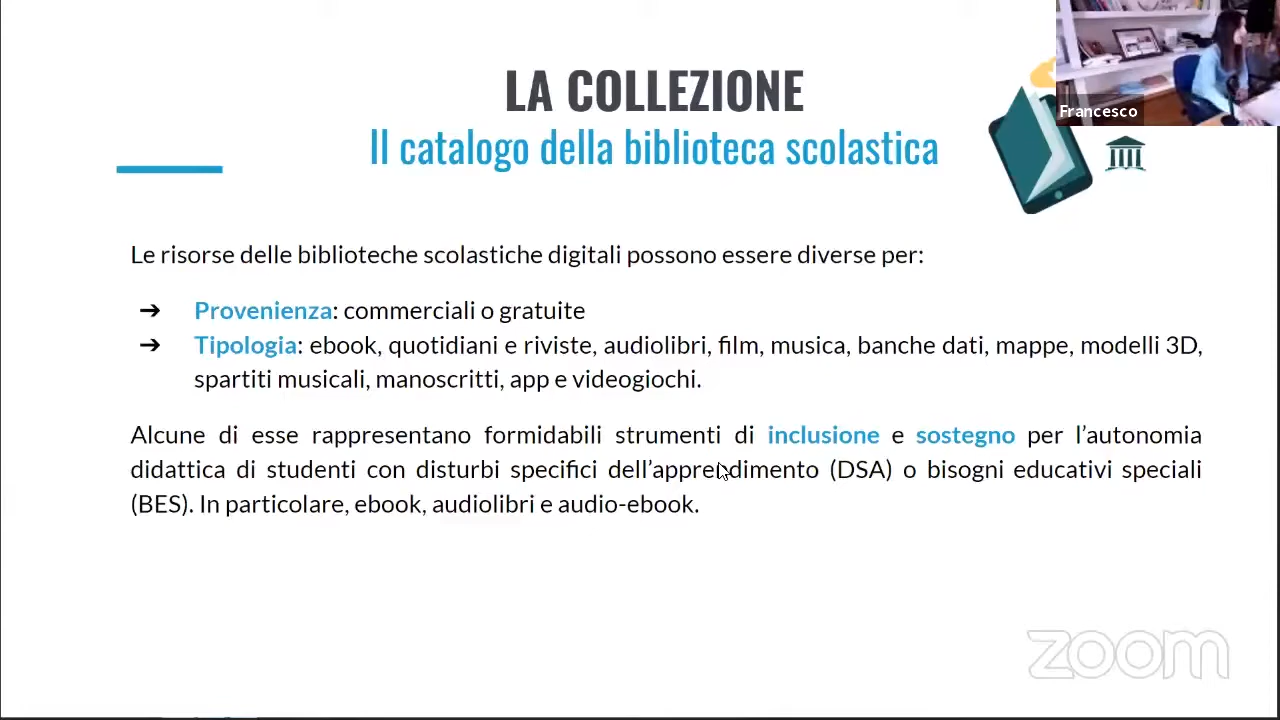 LA COLLEZIONE
Il catalogo della biblioteca scolastica
Francesco
Le risorse delle biblioteche scolastiche digitali possono essere diverse per:
➔ Provenienza: commerciali o gratuite
➔ Tipologia: ebook, quotidiani e riviste, audiolibri, film, musica, banche dati, mappe, modelli 3D,
spartiti musicali, manoscritti, app e videogiochi.
Alcune di esse rappresentano formidabili strumenti di inclusione e sostegno per l’autonomia
didattica di studenti con disturbi specifici dell’apprendimento (DSA) o bisogni educativi speciali
(BES). In particolare, ebook, audiolibri e audio-ebook.
zoom